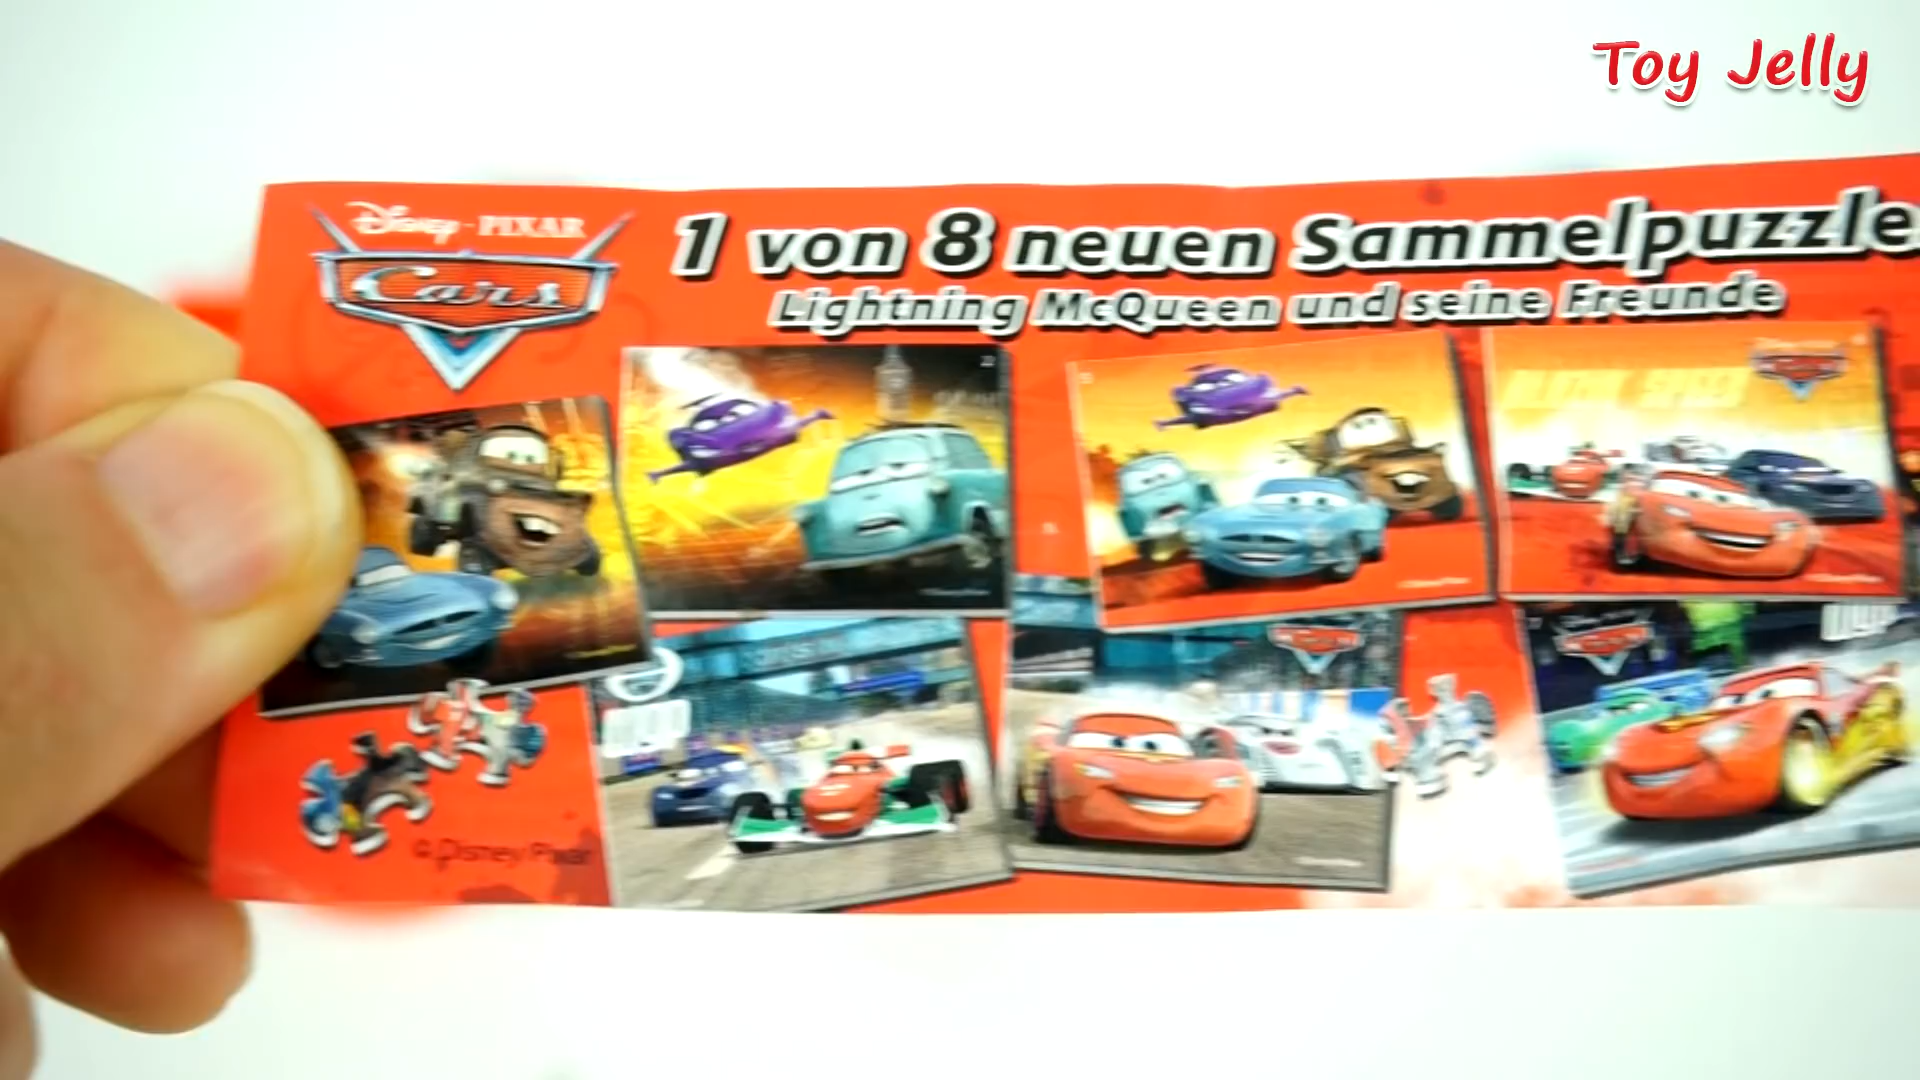 Toy Jelly
Disney·PIXAR
Cars
1 von 8 neuen Sammelpuzzle
Lightning McQueen und seine Freunde
©Disney/Pixar